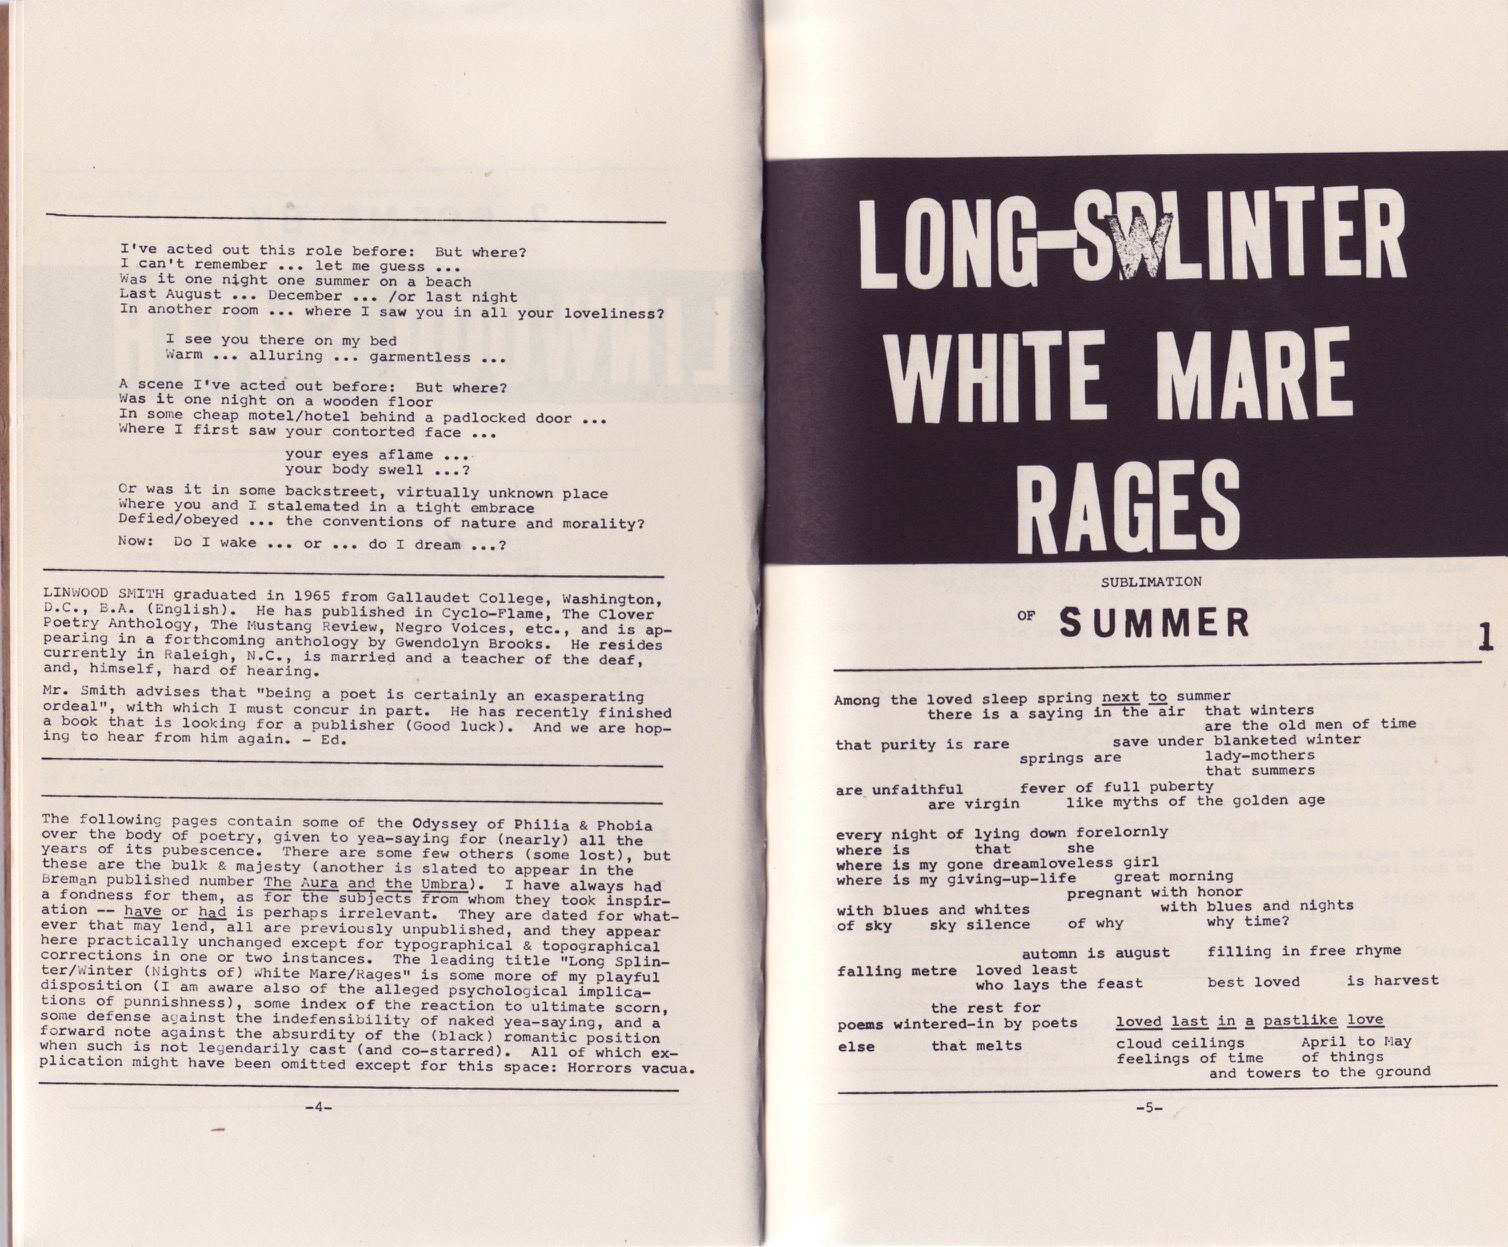 I've acted out this role before:  But where?
I can't remember ... let me guess ...
Was it one night one summer on a beach
Last August ... December ... /or last night
In another room ... where I saw you in all your loveliness?
I see you there on my bed
Warm ... alluring ... garmentless ...
A scene I've acted out before:  But where?
Was it one night on a wooden floor
In some cheap motel/hotel behind a padlocked door ...
Where I first saw your contorted face ...
your eyes aflame ...
your body swell ...?
Or was it in some backstreet, virtually unknown place
Where you and I stalemated in a tight embrace
Defied/obeyed ... the conventions of nature and morality?
Now:  Do I wake ... or ... do I dream ...?
LINWOOD SMITH graduated in 1965 from Gallaudet College, Washington,
D.C., B.A. (English).  He has published in Cyclo-Flame, The Clover
Poetry Anthology, The Mustang Review, Negro Voices, etc., and is ap-
pearing in a forthcoming anthology by Gwendolyn Brooks.  He resides
currently in Raleigh, N.C., is married and a teacher of the deaf,
and, himself, hard of hearing.
Mr. Smith advises that "being a poet is certainly an exasperating
ordeal", with which I must concur in part.  He has recently finished
a book that is looking for a publisher (Good luck).  And we are hop-
ing to hear from him again. - Ed.
The following pages contain some of the Odyssey of Philia & Phobia
over the body of poetry, given to yea-saying for (nearly) all the
years of its pubescence.  There are some few others (some lost), but
these are the bulk & majesty (another is slated to appear in the
Breman published number The Aura and the Umbra).  I have always had
a fondness for them, as for the subjects from whom they took inspir-
ation -- have or had is perhaps irrelevant.  They are dated for what-
ever that may lend, all are previously unpublished, and they appear
here practically unchanged except for typographical & topographical
corrections in one or two instances.  The leading title "Long Splin-
ter/Winter (Nights of) White Mare/Rages" is some more of my playful
disposition (I am aware also of the alleged psychological implica-
tions of punnishness), some index of the reaction to ultimate scorn,
some defense against the indefensibility of naked yea-saying, and a
forward note against the absurdity of the (black) romantic position
when such is not legendarily cast (and co-starred).  All of which ex-
plication might have been omitted except for this space: Horrors vacua.
-4-
LONG-SPLINTER
W
WHITE MARE
RAGES
SUBLIMATION
OF SUMMER
1
Among the loved sleep spring next to summer
there is a saying in the air  that winters
are the old men of time
that purity is rare           save under blanketed winter
springs are         lady-mothers
that summers
are unfaithful      fever of full puberty
are virgin     like myths of the golden age
every night of lying down forelornly
where is       that      she
where is my gone dreamloveless girl
where is my giving-up-life    great morning
pregnant with honor
with blues and whites              with blues and nights
of sky    sky silence    of why         why time?
automn is august    filling in free rhyme
falling metre  loved least
who lays the feast       best loved     is harvest
the rest for
poems wintered-in by poets    loved last in a pastlike love
else      that melts          cloud ceilings      April to May
feelings of time    of things
and towers to the ground
-5-